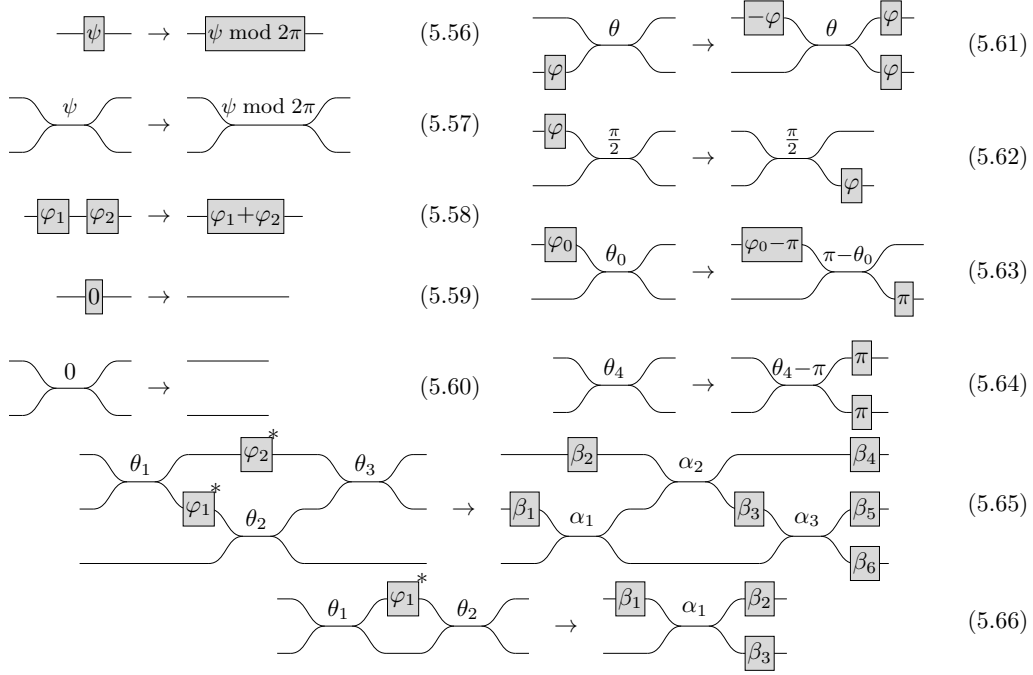 ψ → ψ mod 2π (5.56)
ψ → ψ mod 2π (5.57)
φ₁ φ₂ → φ₁+φ₂ (5.58)
0 → (5.59)
0 → (5.60)
φ θ → −φ θ φ φ (5.61)
φ π/2 → π/2 φ (5.62)
φ₀ θ₀ → φ₀−π π−θ₀ π (5.63)
θ₄ → θ₄−π π π (5.64)
θ₁ φ₁* φ₂* θ₂ θ₃ → β₁ β₂ α₁ α₂ β₃ α₃ β₄ β₅ β₆ (5.65)
θ₁ φ₁* θ₂ → β₁ α₁ β₂ β₃ (5.66)